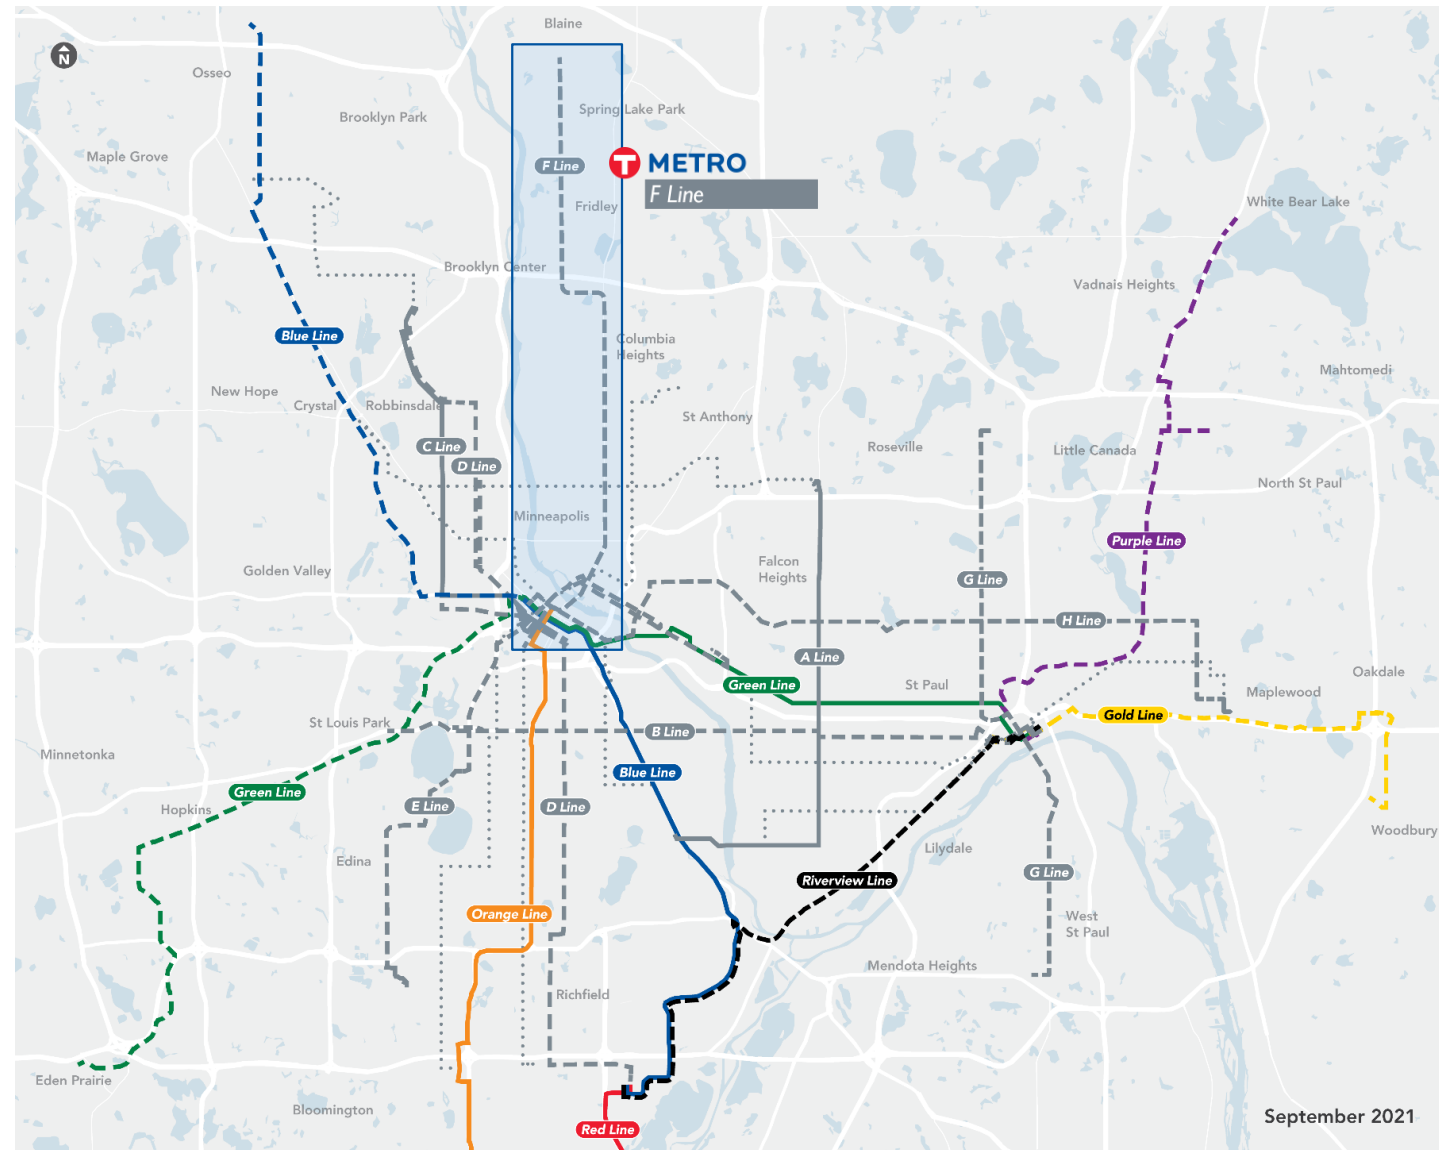 Blaine
N
Osseo
Spring Lake Park
Brooklyn Park
Maple Grove
F Line
T METRO
F Line
Fridley
White Bear Lake
Brooklyn Center
Vadnais Heights
Blue Line
Columbia
Heights
Mahtomedi
New Hope
Crystal
Robbinsdale
St Anthony
C Line
D Line
Roseville
Little Canada
North St Paul
Minneapolis
Purple Line
Golden Valley
Falcon
Heights
G Line
H Line
A Line
Green Line
St Paul
Oakdale
Maplewood
Gold Line
St Louis Park
B Line
Minnetonka
Blue Line
Green Line
Hopkins
E Line
D Line
Woodbury
Edina
Lilydale
Riverview Line
G Line
Orange Line
West
St Paul
Mendota Heights
Richfield
Eden Prairie
Bloomington
September 2021
Red Line